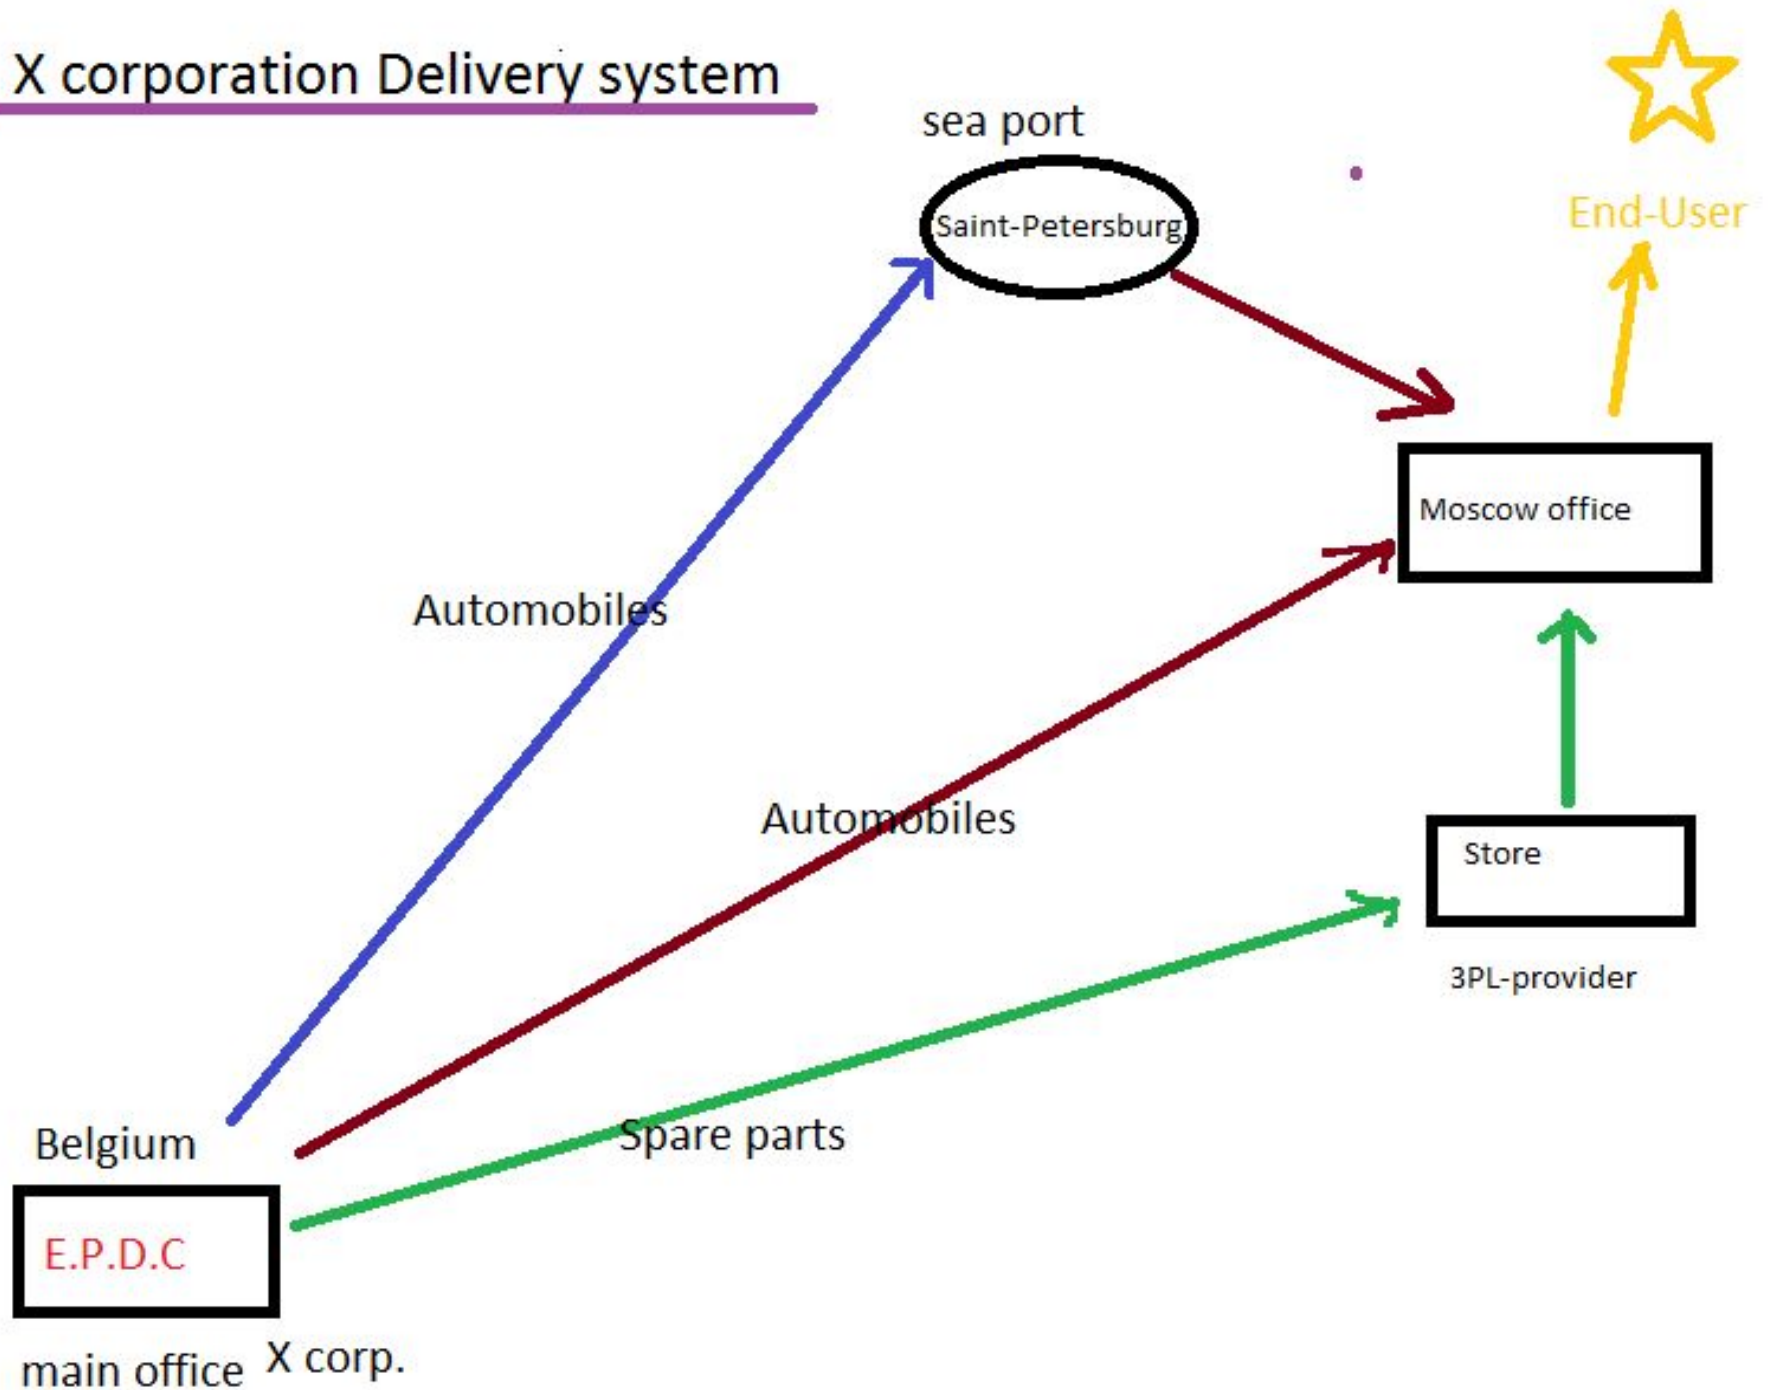 X corporation Delivery system
sea port
Saint-Petersburg
End-User
Moscow office
Automobiles
Automobiles
Store
3PL-provider
Spare parts
Belgium
E.P.D.C
main office X corp.